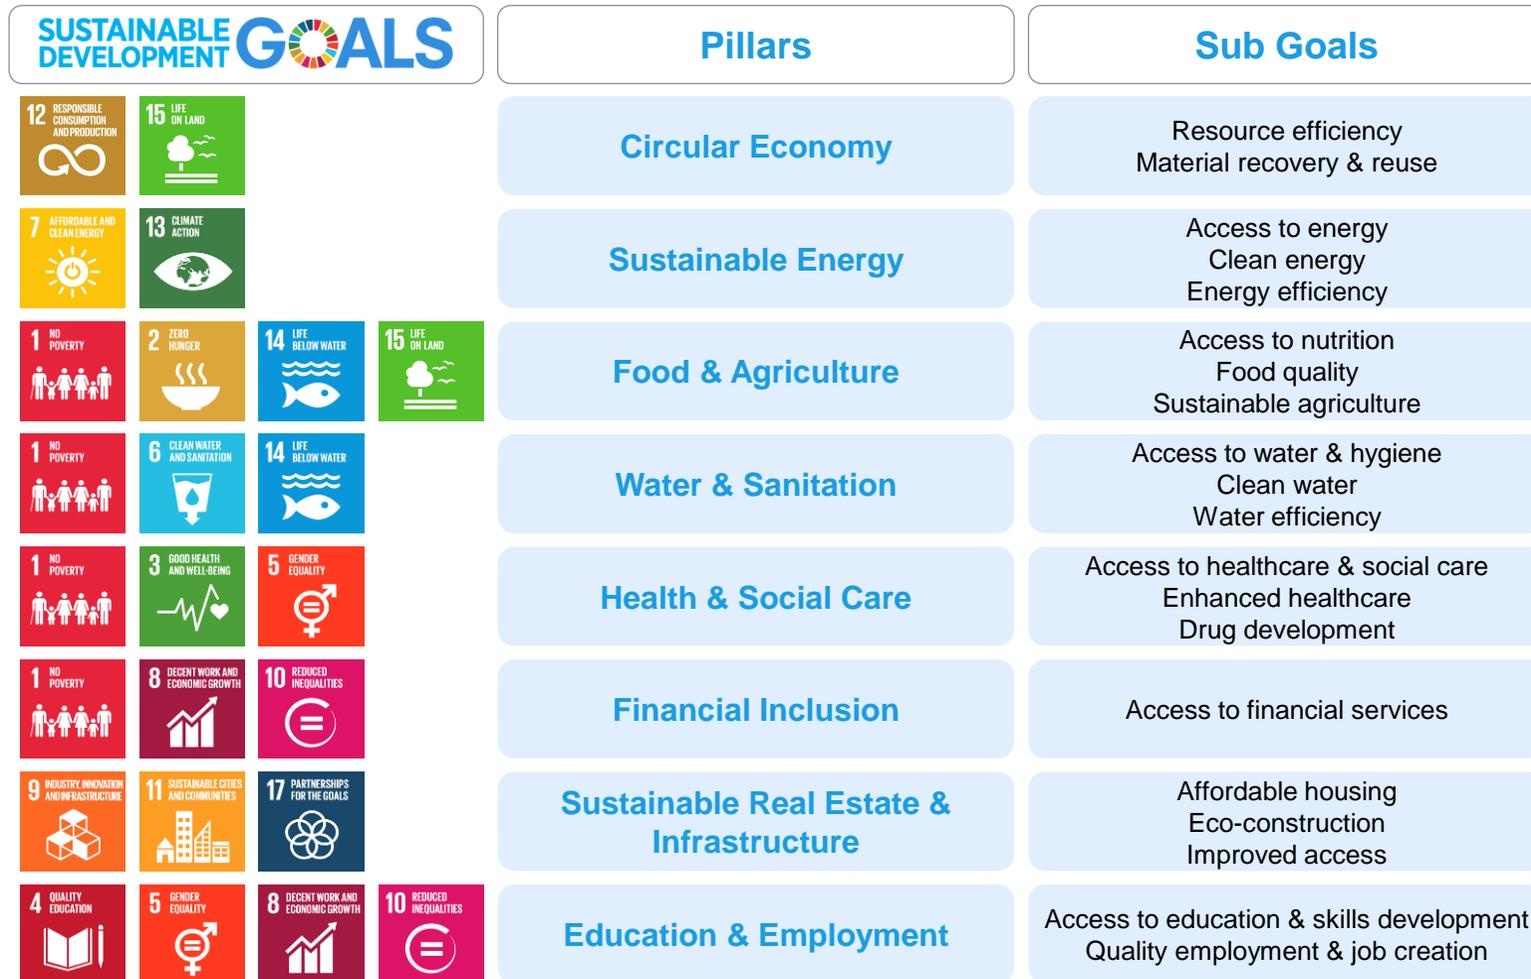 SUSTAINABLE
DEVELOPMENT GOALS
Pillars
Sub Goals
12 RESPONSIBLE
CONSUMPTION
AND PRODUCTION
15 LIFE
ON LAND
Circular Economy
Resource efficiency
Material recovery & reuse
7 AFFORDABLE AND
CLEAN ENERGY
13 CLIMATE
ACTION
Sustainable Energy
Access to energy
Clean energy
Energy efficiency
1 NO
POVERTY
2 ZERO
HUNGER
14 LIFE
BELOW WATER
15 LIFE
ON LAND
Food & Agriculture
Access to nutrition
Food quality
Sustainable agriculture
1 NO
POVERTY
6 CLEAN WATER
AND SANITATION
14 LIFE
BELOW WATER
Water & Sanitation
Access to water & hygiene
Clean water
Water efficiency
1 NO
POVERTY
3 GOOD HEALTH
AND WELL-BEING
5 GENDER
EQUALITY
Health & Social Care
Access to healthcare & social care
Enhanced healthcare
Drug development
1 NO
POVERTY
8 DECENT WORK AND
ECONOMIC GROWTH
10 REDUCED
INEQUALITIES
Financial Inclusion
Access to financial services
9 INDUSTRY, INNOVATION
AND INFRASTRUCTURE
11 SUSTAINABLE CITIES
AND COMMUNITIES
17 PARTNERSHIPS
FOR THE GOALS
Sustainable Real Estate &
Infrastructure
Affordable housing
Eco-construction
Improved access
4 QUALITY
EDUCATION
5 GENDER
EQUALITY
8 DECENT WORK AND
ECONOMIC GROWTH
10 REDUCED
INEQUALITIES
Education & Employment
Access to education & skills development
Quality employment & job creation